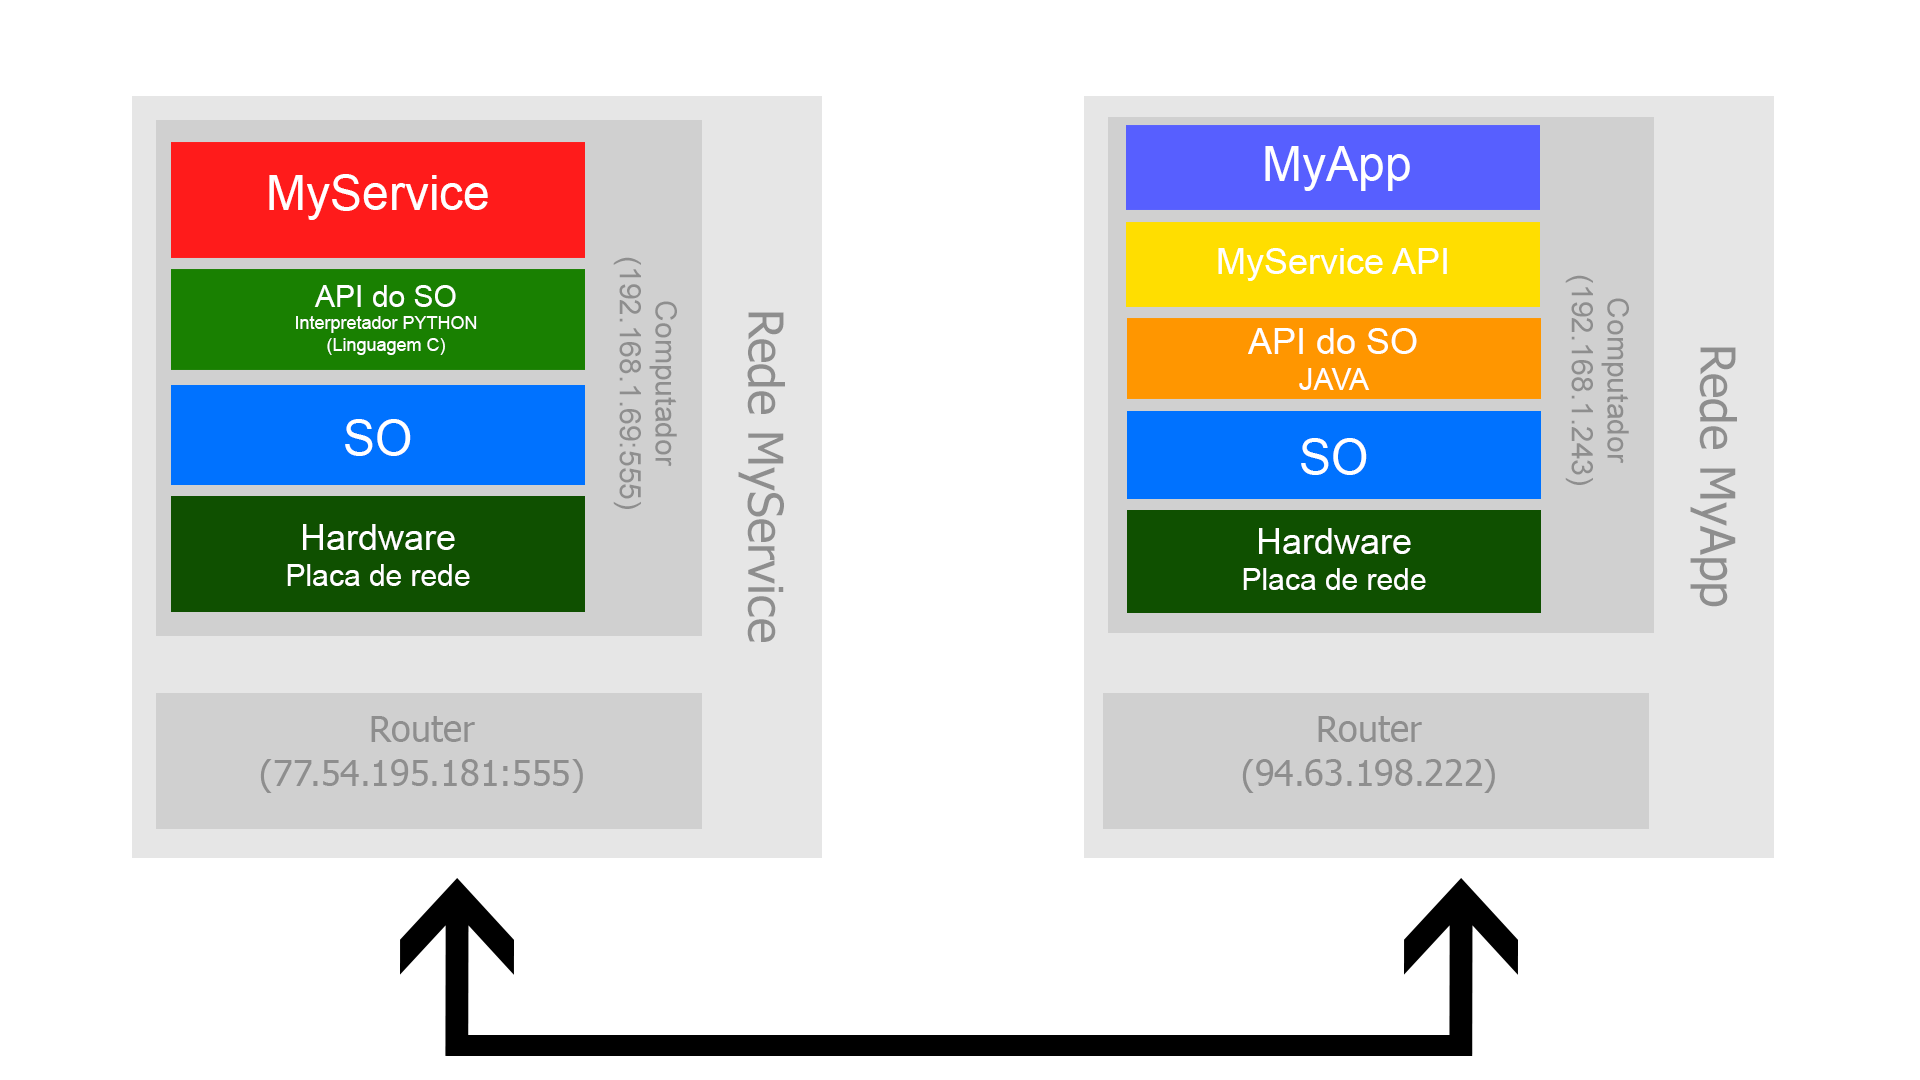 MyService
API do SO
Interpretador PYTHON
(Linguagem C)
SO
Hardware
Placa de rede
Computador
(192.168.1.69:555)
Rede MyService
Router
(77.54.195.181:555)
MyApp
MyService API
API do SO
JAVA
SO
Hardware
Placa de rede
Computador
(192.168.1.243)
Rede MyApp
Router
(94.63.198.222)